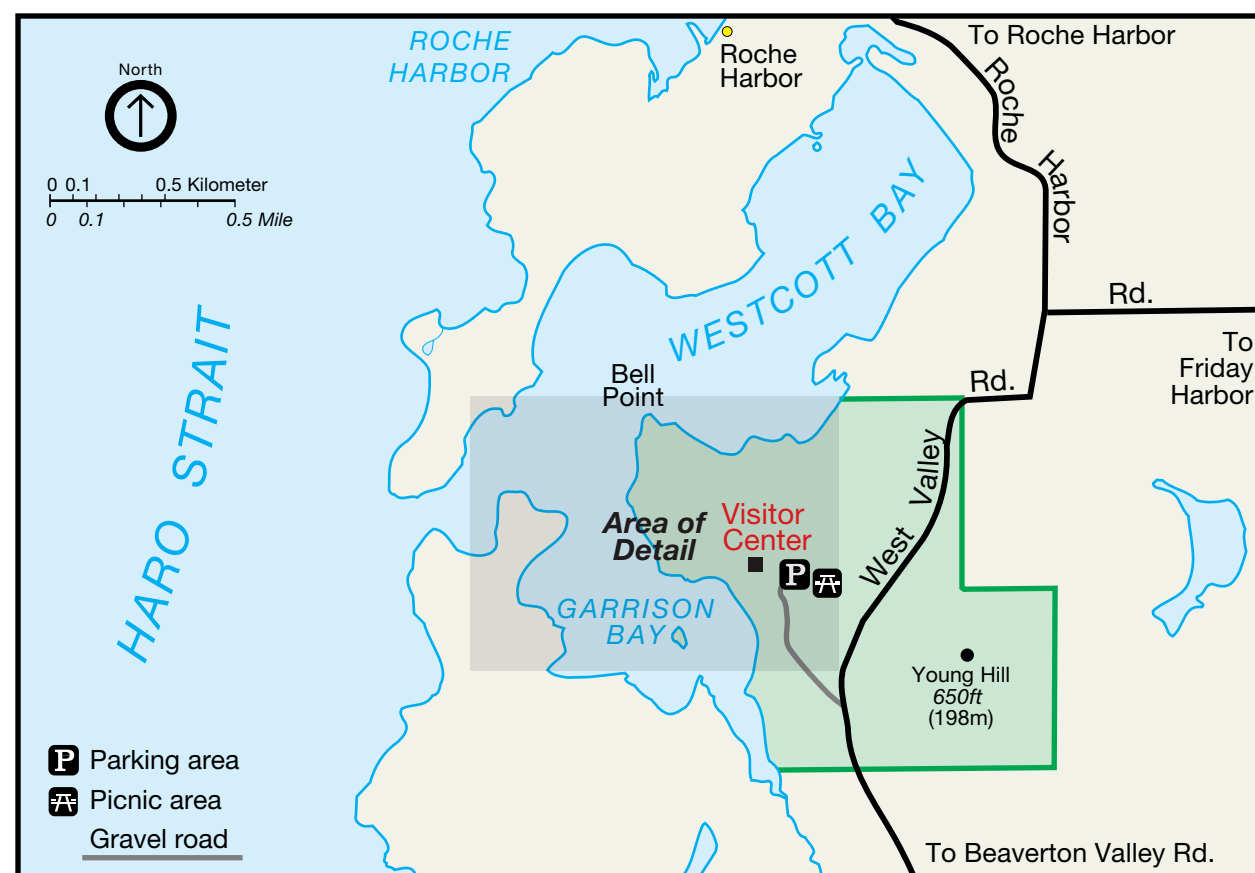 ROCHE
HARBOR
Roche
Harbor
To Roche Harbor
North
Roche
Harbor
0 0.1 0.5 Kilometer
0 0.1 0.5 Mile
WESTCOTT BAY
Rd.
HARO STRAIT
To
Friday
Harbor
Bell
Point
Rd.
West Valley
Area of
Detail
Visitor
Center
P
GARRISON
BAY
Young Hill
650ft
(198m)
P Parking area
Picnic area
Gravel road
To Beaverton Valley Rd.